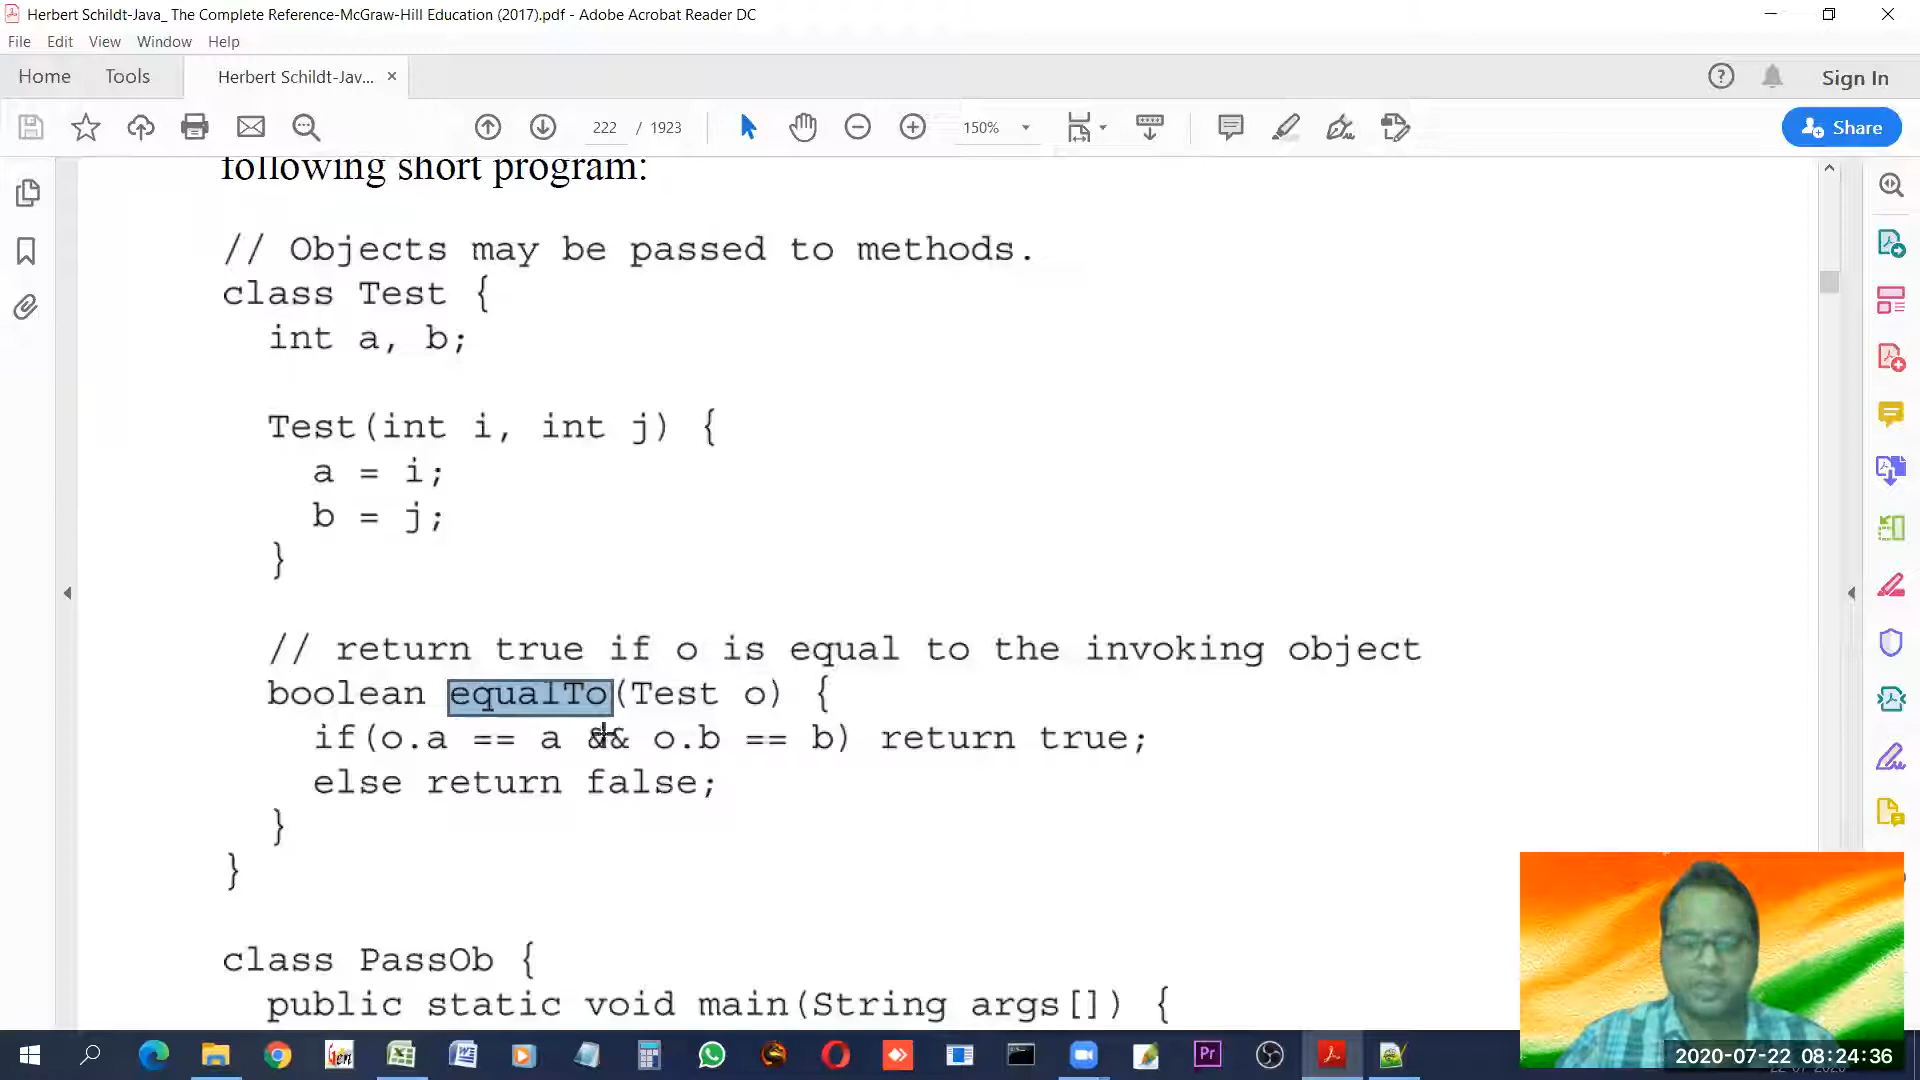 Herbert Schildt-Java_ The Complete Reference-McGraw-Hill Education (2017).pdf - Adobe Acrobat Reader DC
File Edit View Window Help
Home Tools Herbert Schildt-Jav... × Sign In
222 / 1923 150% Share
following short program:
// Objects may be passed to methods.
class Test {
int a, b;
Test(int i, int j) {
a = i;
b = j;
}
// return true if o is equal to the invoking object
boolean equalTo(Test o) {
if(o.a == a && o.b == b) return true;
else return false;
}
}
class PassOb {
public static void main(String args[]) {
Gen
Pr
2020-07-22 08:24:36